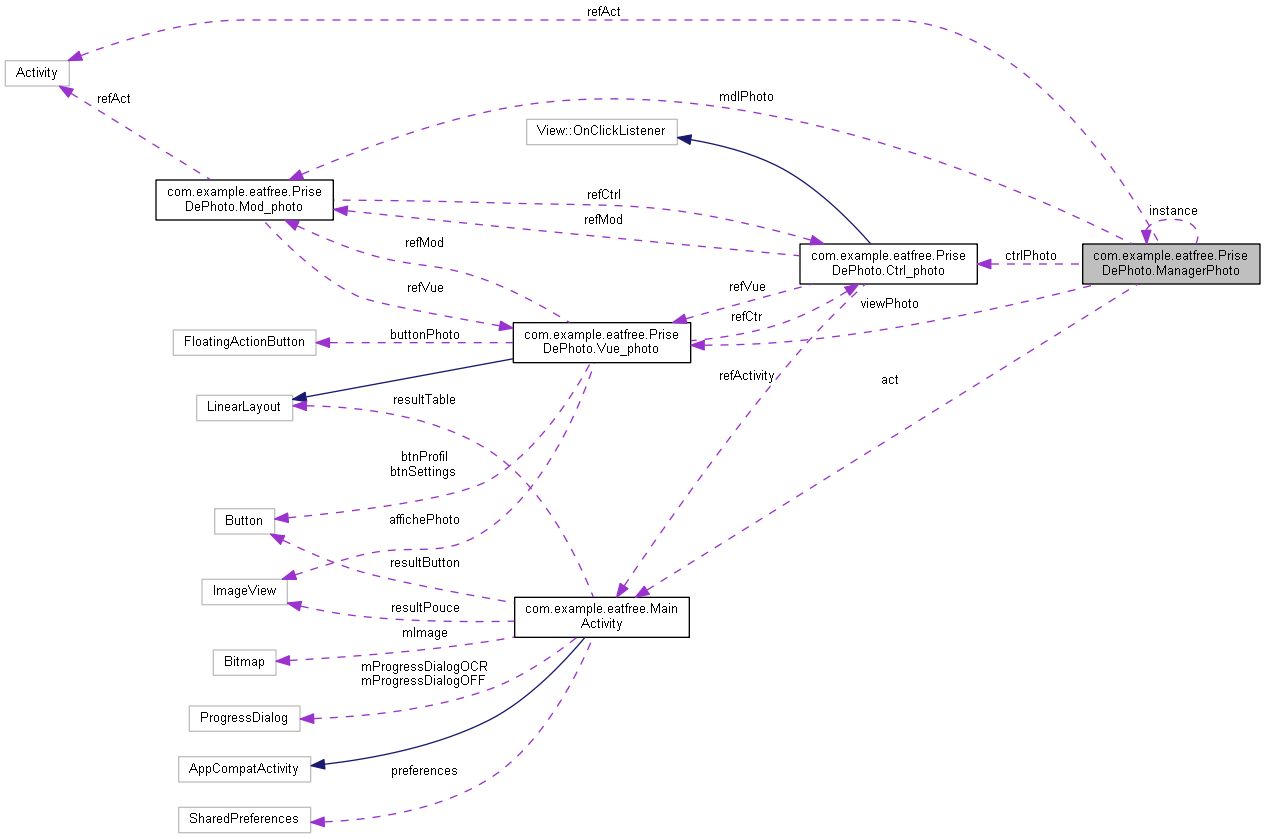 refAct
Activity
refAct
mdlPhoto
View::OnClickListener
com.example.eatfree.Prise
DePhoto.Mod_photo
refCtrl
refMod
instance
refMod
com.example.eatfree.Prise
DePhoto.Ctrl_photo
ctrlPhoto
com.example.eatfree.Prise
DePhoto.ManagerPhoto
refVue
refVue
refCtr
viewPhoto
FloatingActionButton
buttonPhoto
com.example.eatfree.Prise
DePhoto.Vue_photo
refActivity
act
LinearLayout
resultTable
btnProfil
btnSettings
Button
affichePhoto
resultButton
ImageView
resultPouce
com.example.eatfree.Main
Activity
mImage
Bitmap
mProgressDialogOCR
mProgressDialogOFF
ProgressDialog
AppCompatActivity
preferences
SharedPreferences